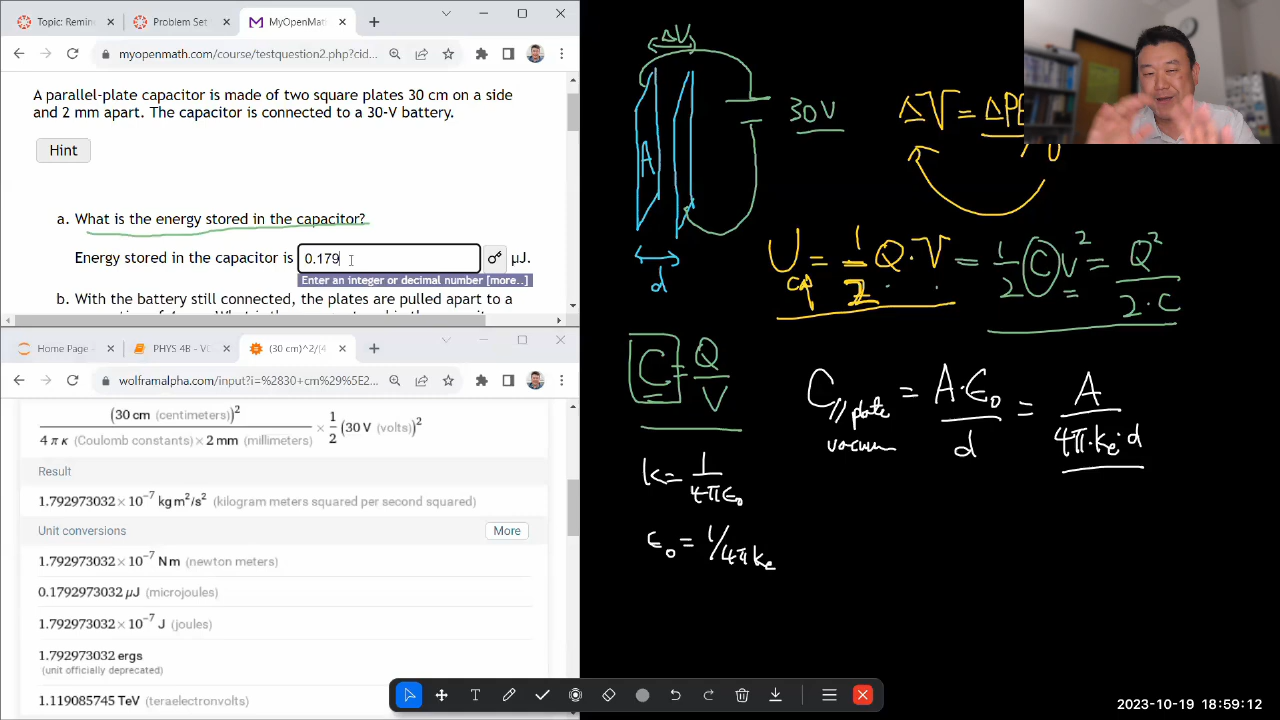 Topic: Remin
Problem Set
MyOpenMath
myopenmath.com/course/testquestion2.php?cid...
A parallel-plate capacitor is made of two square plates 30 cm on a side
and 2 mm apart. The capacitor is connected to a 30-V battery.
Hint
a. What is the energy stored in the capacitor?
Energy stored in the capacitor is 0.179 μJ.
Enter an integer or decimal number [more..]
b. With the battery still connected, the plates are pulled apart to a
Home Page
PHYS 4B – VC
(30 cm)^2/(4
wolframalpha.com/input?i=%2830+cm%29%5E2...
(30 cm (centimeters))²
4 π κ (Coulomb constants) × 2 mm (millimeters)
× 1/2 (30 V (volts))²
Result
1.792973032 × 10⁻⁷ kg m²/s² (kilogram meters squared per second squared)
Unit conversions
More
1.792973032 × 10⁻⁷ N m (newton meters)
0.1792973032 μJ (microjoules)
1.792973032 × 10⁻⁷ J (joules)
1.792973032 ergs
(unit officially deprecated)
1.119085745 TeV (teraelectronvolts)
ΔV
A
d
30V
ΔV = ΔPE
U cap = 1/2 Q · V = 1/2 C V² = Q² / 2 · C
C = Q / V
C // plate vacuum = A · ε₀ / d = A / 4π · ke · d
k = 1 / 4πε₀
ε₀ = 1/4πke
2023-10-19 18:59:12